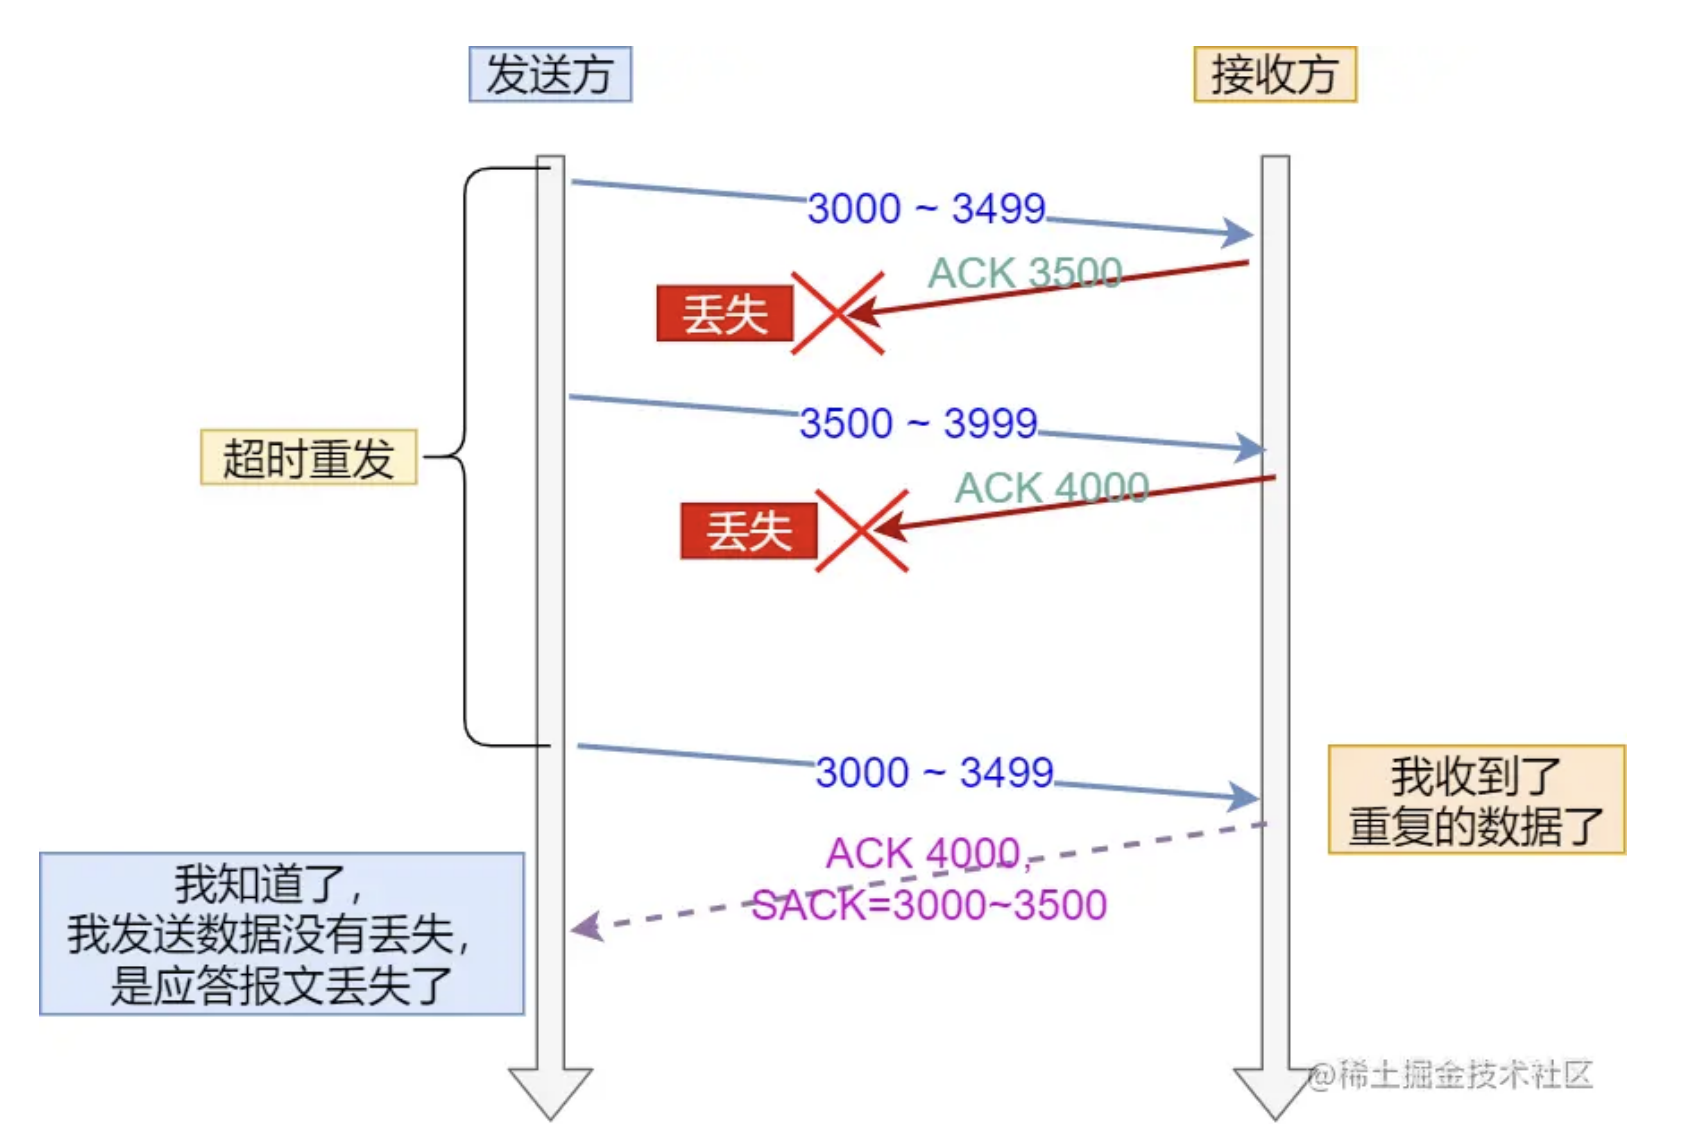 发送方
接收方
3000 ~ 3499
ACK 3500
丢失
3500 ~ 3999
超时重发
ACK 4000
丢失
3000 ~ 3499
我收到了
重复的数据了
ACK 4000,
SACK=3000~3500
我知道了，
我发送数据没有丢失，
是应答报文丢失了
@稀土掘金技术社区